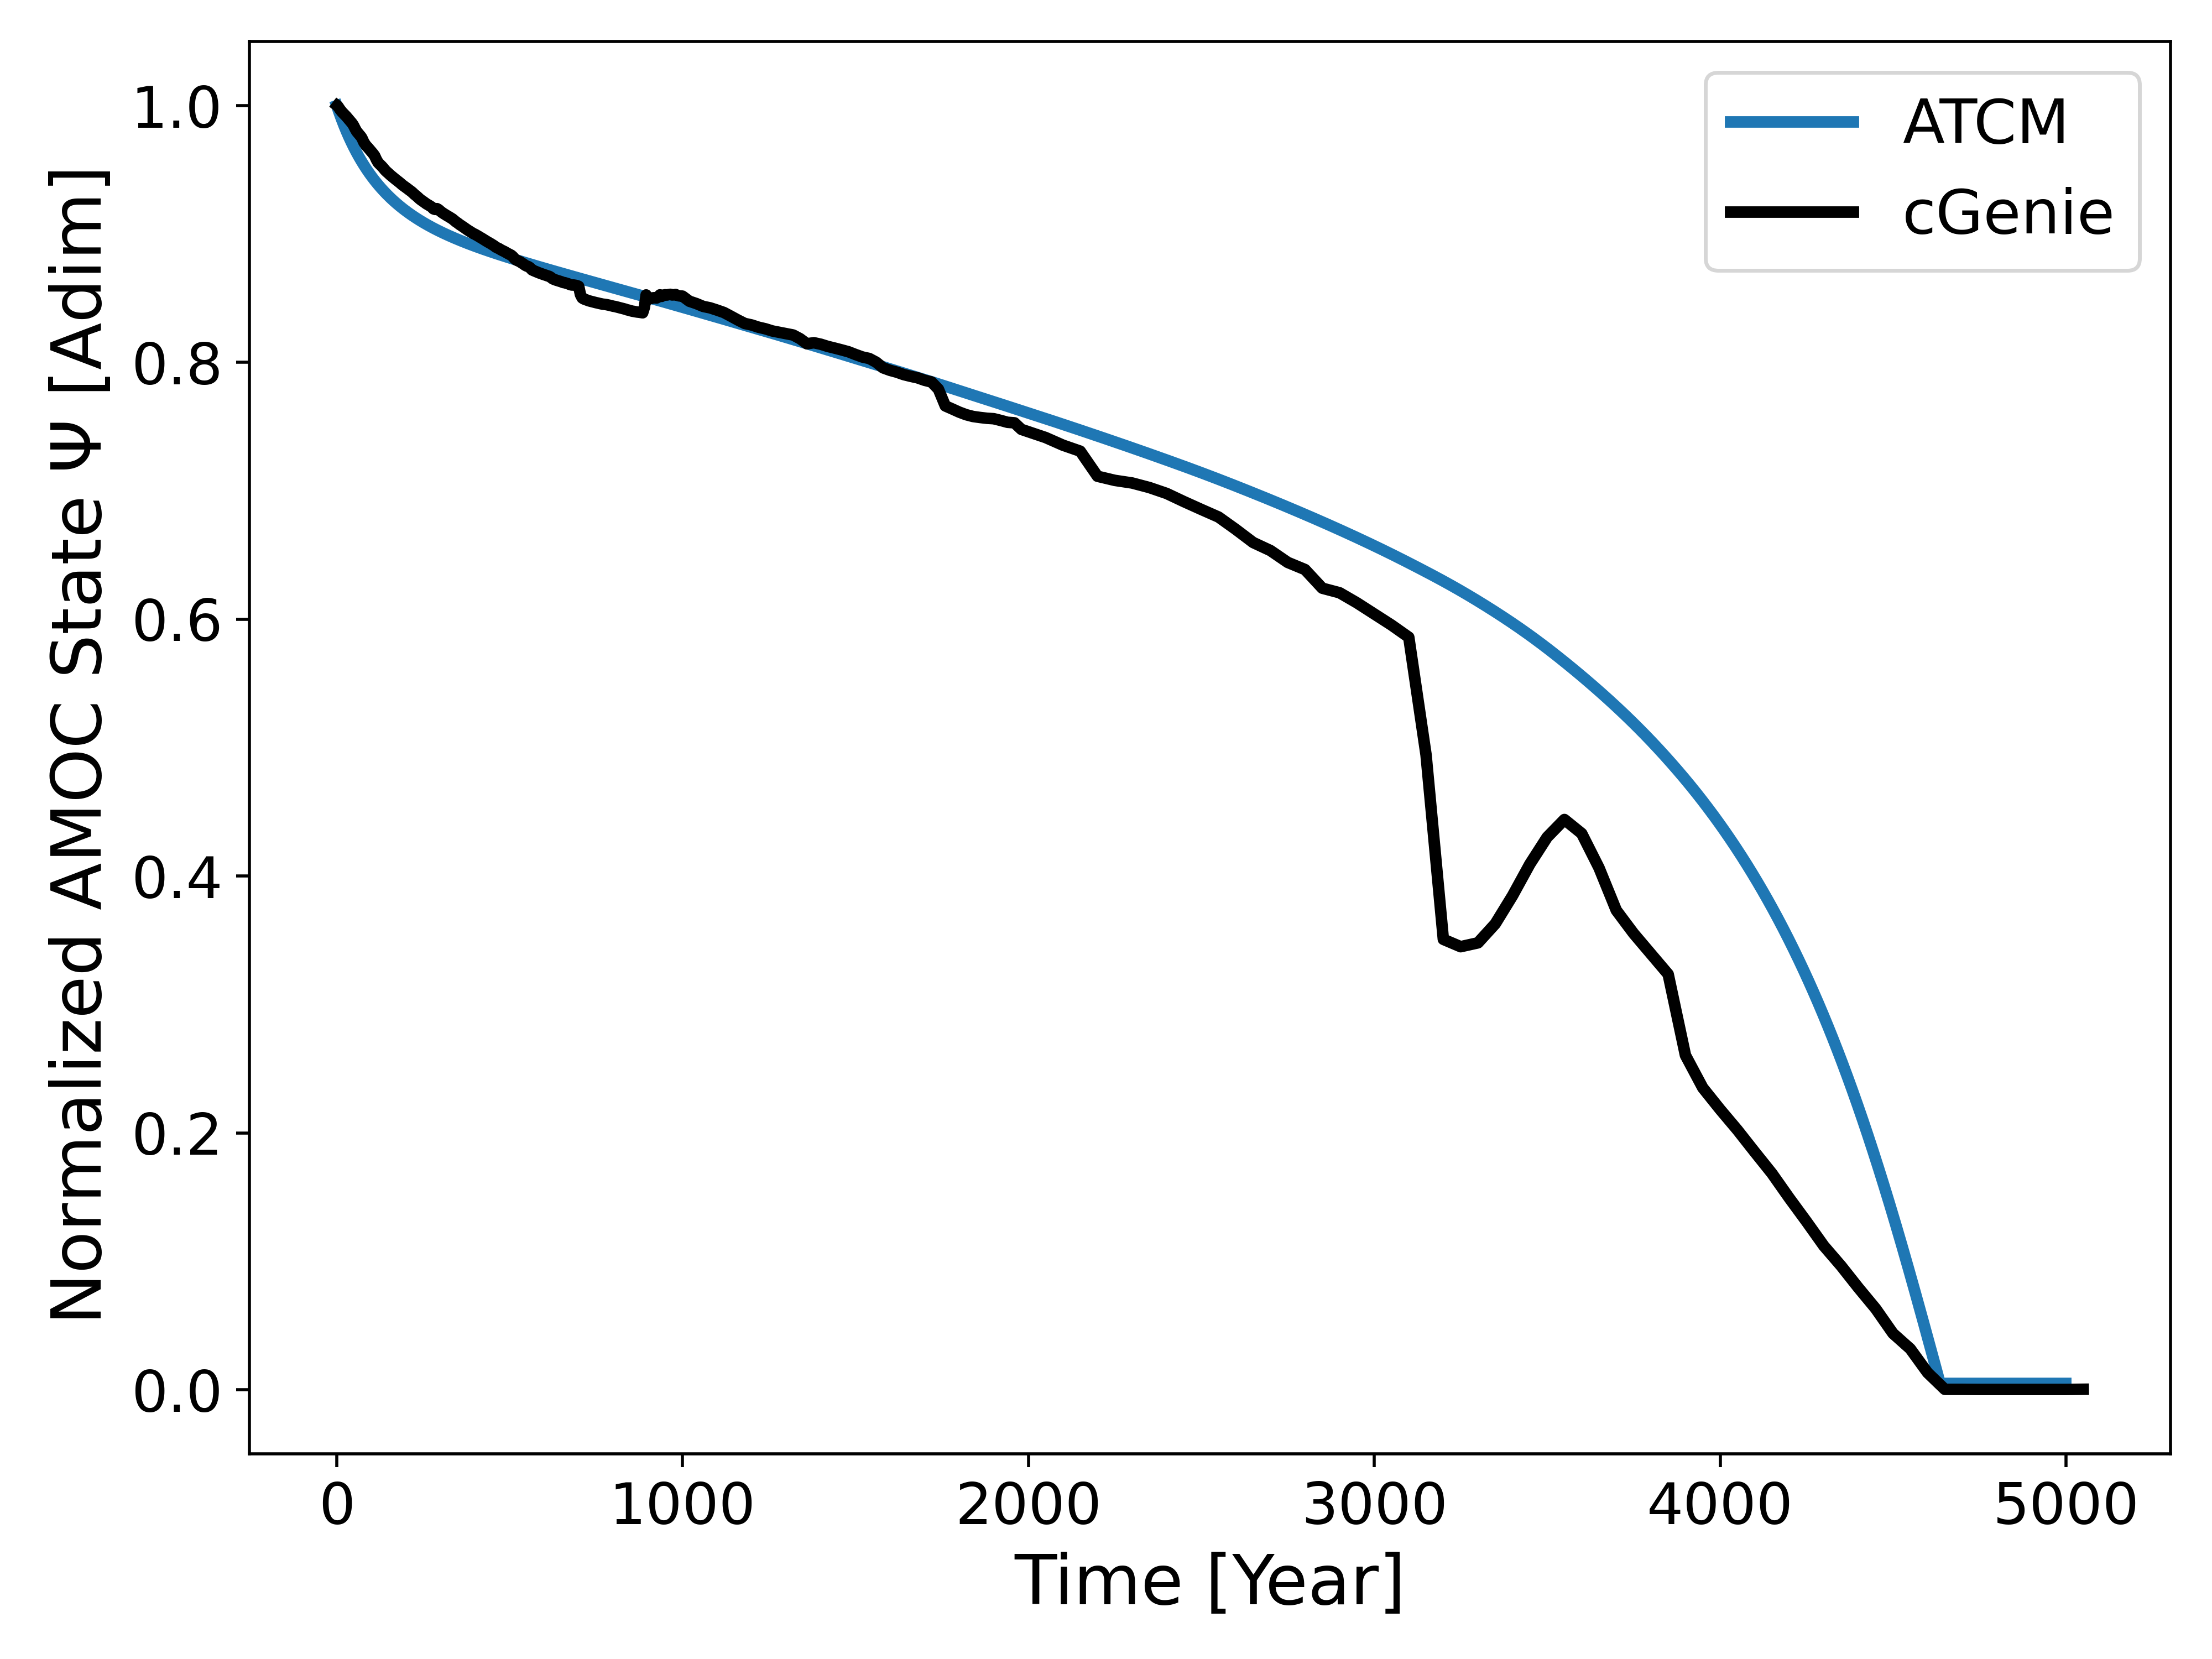 Normalized AMOC State Ψ [Adim]
1.0
0.8
0.6
0.4
0.2
0.0
ATCM
cGenie
0 1000 2000 3000 4000 5000
Time [Year]